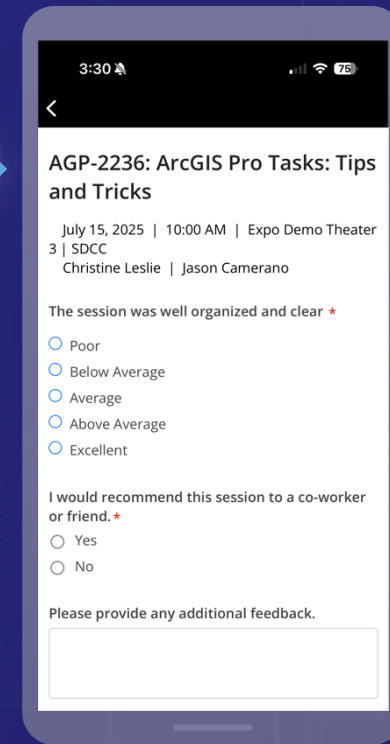 3:30
75
AGP-2236: ArcGIS Pro Tasks: Tips
and Tricks
July 15, 2025 | 10:00 AM | Expo Demo Theater
3 | SDCC
Christine Leslie | Jason Camerano
The session was well organized and clear *
Poor
Below Average
Average
Above Average
Excellent
I would recommend this session to a co-worker
or friend.*
Yes
No
Please provide any additional feedback.